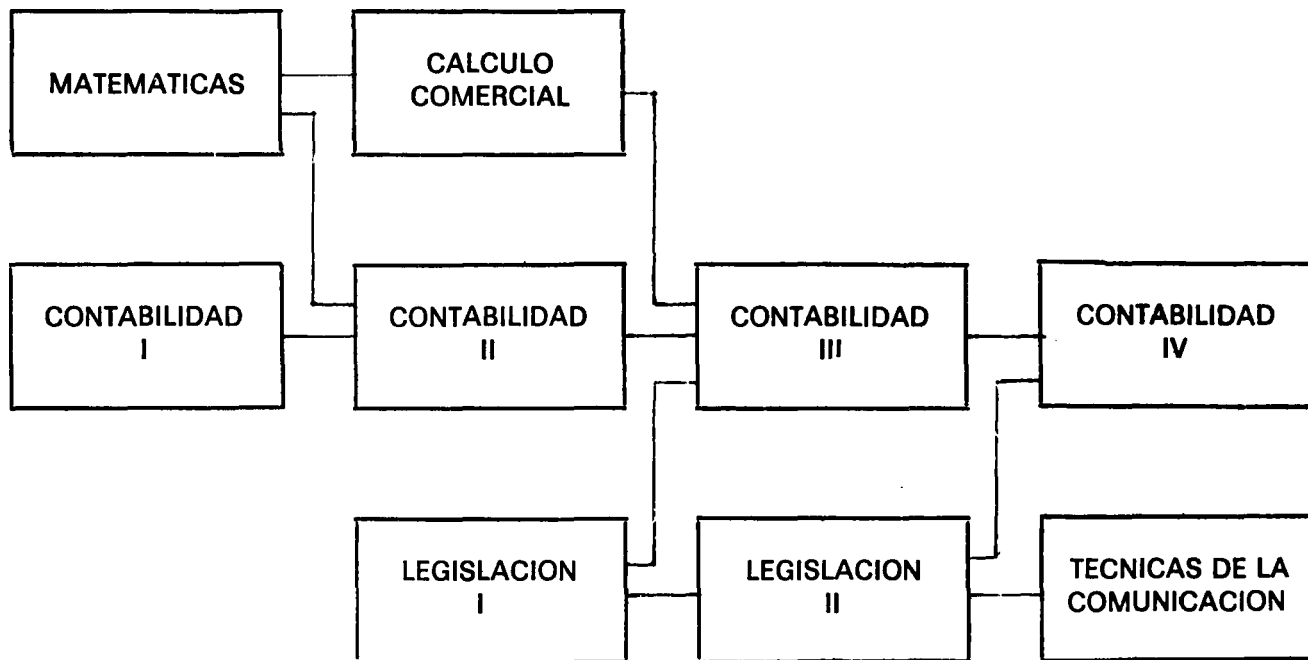 MATEMATICAS
CALCULO
COMERCIAL
CONTABILIDAD
I
CONTABILIDAD
II
CONTABILIDAD
III
CONTABILIDAD
IV
LEGISLACION
I
LEGISLACION
II
TECNICAS DE LA
COMUNICACION